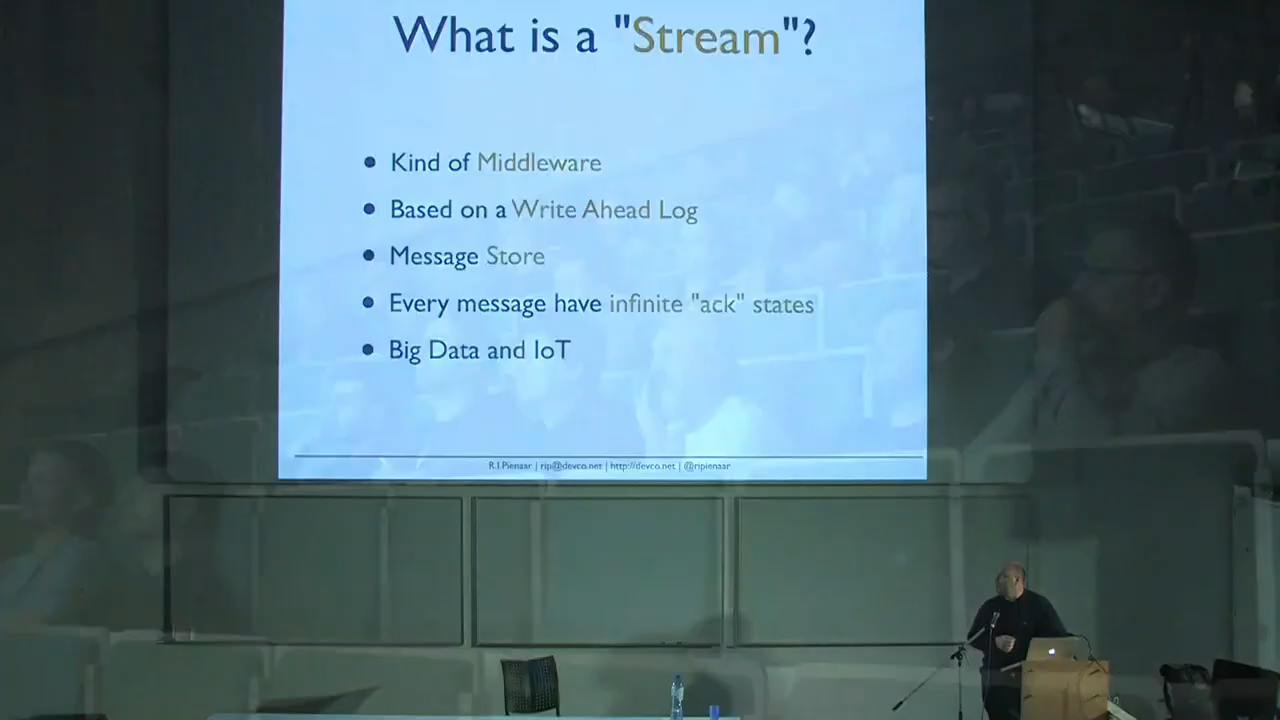 What is a "Stream"?
• Kind of Middleware
• Based on a Write Ahead Log
• Message Store
• Every message have infinite "ack" states
• Big Data and IoT
R.I.Pienaar | rip@devco.net | http://devco.net | @ripienaar